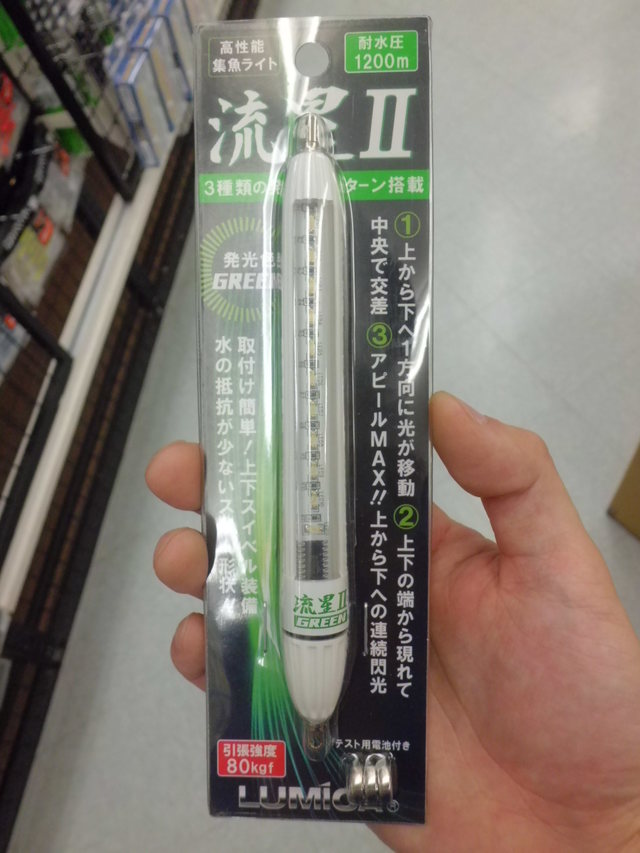 高性能
集魚ライト
耐水圧
1200m
流星II
3種類の
ターン搭載
発光色
GREEN
①上から下へ1方向に光が移動
②上下の端から現れて
中央で交差
③アピールMAX!!上から下への連続閃光
取付け簡単!上下スイベル装備
水の抵抗が少ない
形状
流星II
GREEN
引張強度
80kgf
テスト用電池付き
LUMiCA®